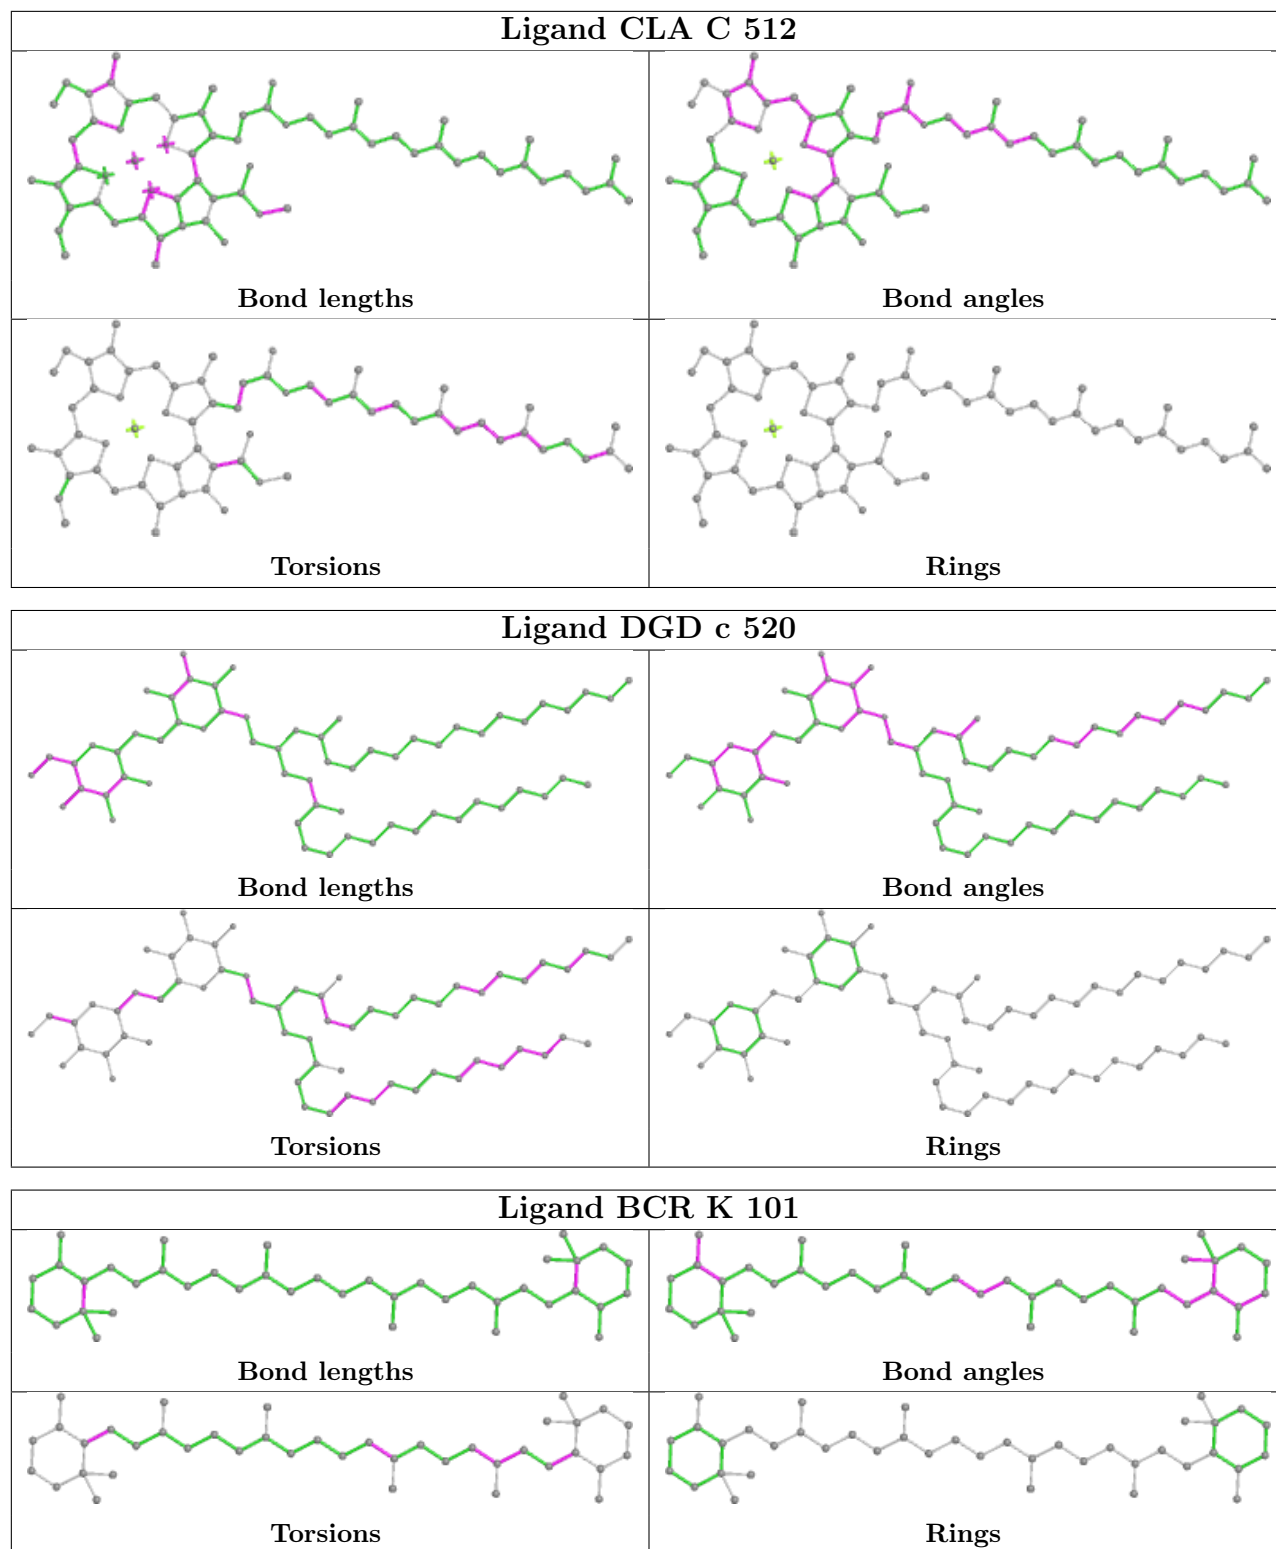 Ligand CLA C 512
Bond lengths
Bond angles
Torsions
Rings
Ligand DGD c 520
Bond lengths
Bond angles
Torsions
Rings
Ligand BCR K 101
Bond lengths
Bond angles
Torsions
Rings